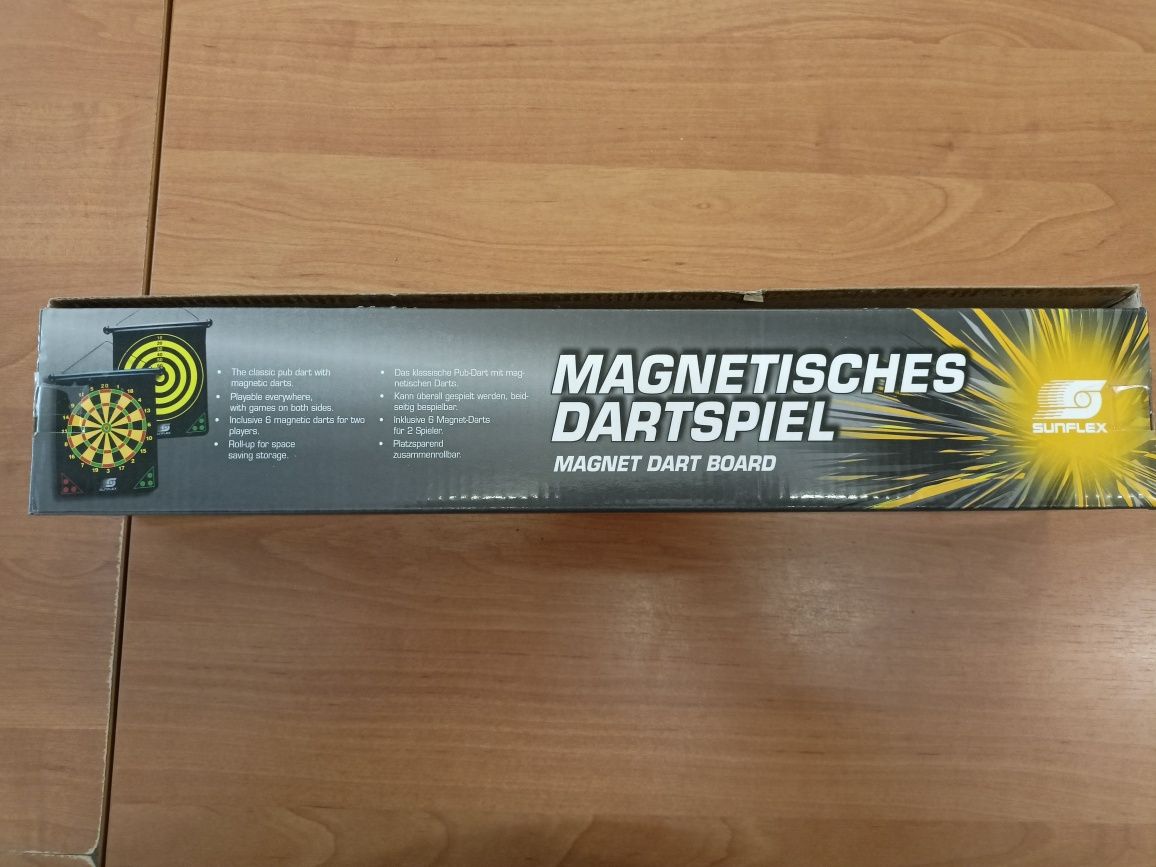 The classic pub dart with
magnetic darts.
Playable everywhere,
with games on both sides.
Inclusive 6 magnetic darts for two
players.
Roll-up for space
saving storage.
Das klassische Pub-Dart mit mag-
netischen Darts.
Kann überall gespielt werden, beid-
seitig bespielbar.
Inklusive 6 Magnet-Darts
für 2 Spieler.
Platzsparend
zusammenrollbar.
MAGNETISCHES
DARTSPIEL
MAGNET DART BOARD
SUNFLEX
SUNFLEX